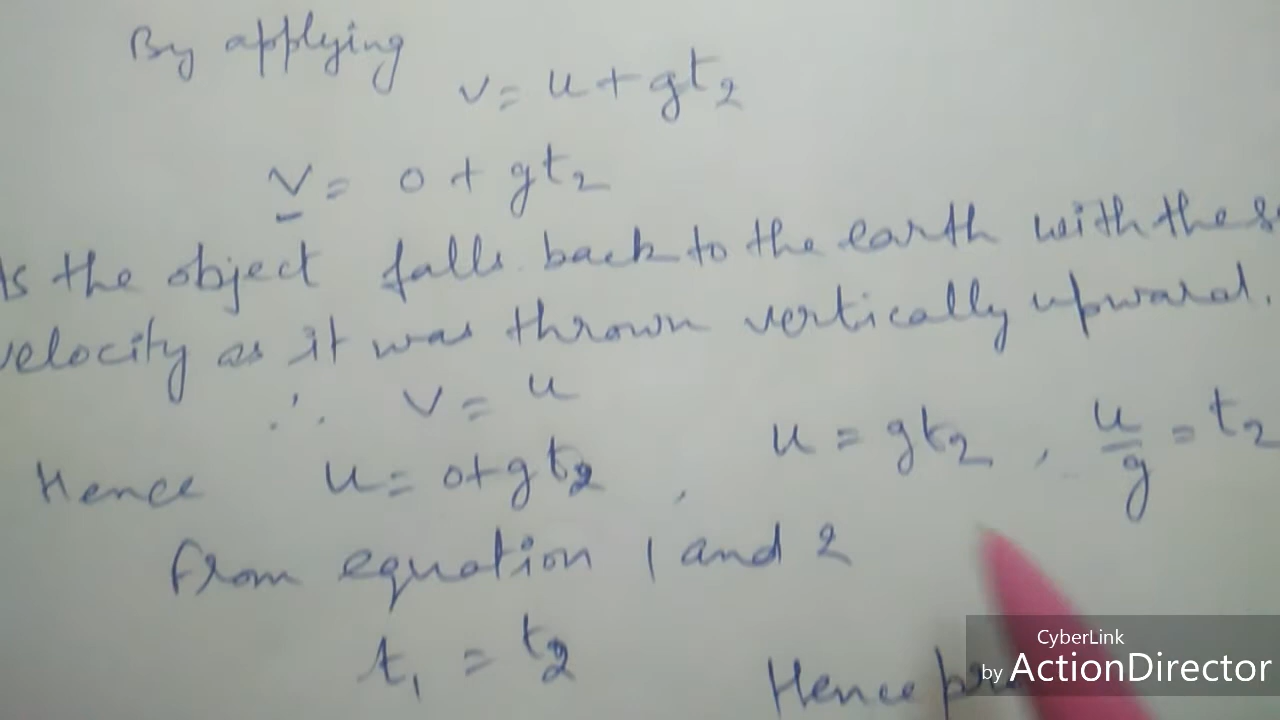 By applying
v = u + gt2
v = 0 + gt2
As the object falls back to the earth with the
velocity as it was thrown vertically upward.
∴ v = u
Hence u = 0 + gt2 , u = gt2 , u/g = t2
from equation 1 and 2
t1 = t2
Hence
CyberLink
by ActionDirector